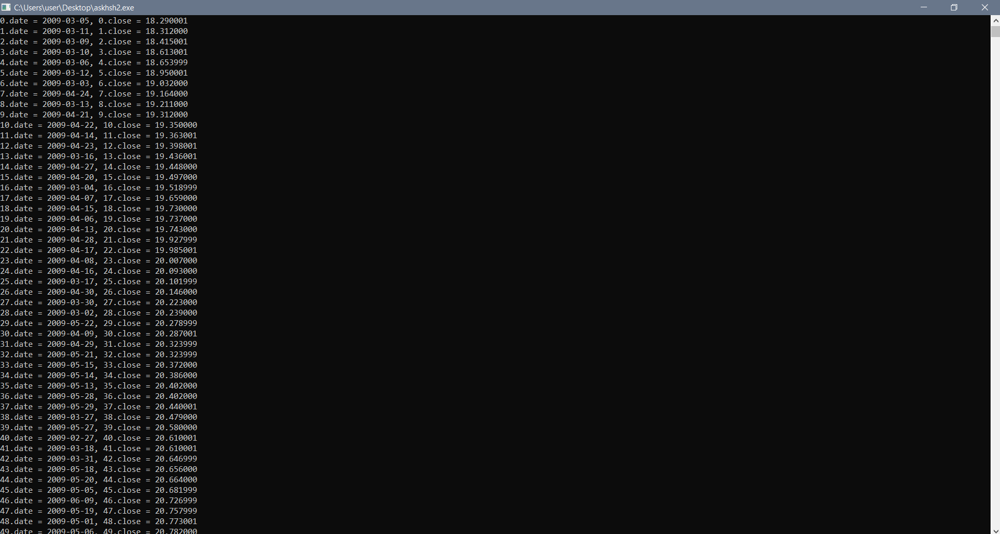 C:\Users\user\Desktop\askhsh2.exe
0.date = 2009-03-05, 0.close = 18.290001
1.date = 2009-03-11, 1.close = 18.312000
2.date = 2009-03-09, 2.close = 18.415001
3.date = 2009-03-10, 3.close = 18.613001
4.date = 2009-03-06, 4.close = 18.653999
5.date = 2009-03-12, 5.close = 18.950001
6.date = 2009-03-03, 6.close = 19.032000
7.date = 2009-04-24, 7.close = 19.164000
8.date = 2009-03-13, 8.close = 19.211000
9.date = 2009-04-21, 9.close = 19.312000
10.date = 2009-04-22, 10.close = 19.350000
11.date = 2009-04-14, 11.close = 19.363001
12.date = 2009-04-23, 12.close = 19.398001
13.date = 2009-03-16, 13.close = 19.436001
14.date = 2009-04-27, 14.close = 19.448000
15.date = 2009-04-20, 15.close = 19.497000
16.date = 2009-03-04, 16.close = 19.518999
17.date = 2009-04-07, 17.close = 19.659000
18.date = 2009-04-15, 18.close = 19.730000
19.date = 2009-04-06, 19.close = 19.737000
20.date = 2009-04-13, 20.close = 19.743000
21.date = 2009-04-28, 21.close = 19.927999
22.date = 2009-04-17, 22.close = 19.985001
23.date = 2009-04-08, 23.close = 20.007000
24.date = 2009-04-16, 24.close = 20.093000
25.date = 2009-03-17, 25.close = 20.101999
26.date = 2009-04-30, 26.close = 20.146000
27.date = 2009-03-30, 27.close = 20.223000
28.date = 2009-03-02, 28.close = 20.239000
29.date = 2009-05-22, 29.close = 20.278999
30.date = 2009-04-09, 30.close = 20.287001
31.date = 2009-04-29, 31.close = 20.323999
32.date = 2009-05-21, 32.close = 20.323999
33.date = 2009-05-15, 33.close = 20.372000
34.date = 2009-05-14, 34.close = 20.386000
35.date = 2009-05-13, 35.close = 20.402000
36.date = 2009-05-28, 36.close = 20.402000
37.date = 2009-05-29, 37.close = 20.440001
38.date = 2009-03-27, 38.close = 20.479000
39.date = 2009-05-27, 39.close = 20.580000
40.date = 2009-02-27, 40.close = 20.610001
41.date = 2009-03-18, 41.close = 20.610001
42.date = 2009-03-31, 42.close = 20.646999
43.date = 2009-05-18, 43.close = 20.656000
44.date = 2009-05-20, 44.close = 20.664000
45.date = 2009-05-05, 45.close = 20.681999
46.date = 2009-06-09, 46.close = 20.726999
47.date = 2009-05-19, 47.close = 20.757999
48.date = 2009-05-01, 48.close = 20.773001
49.date = 2009-05-06, 49.close = 20.782000